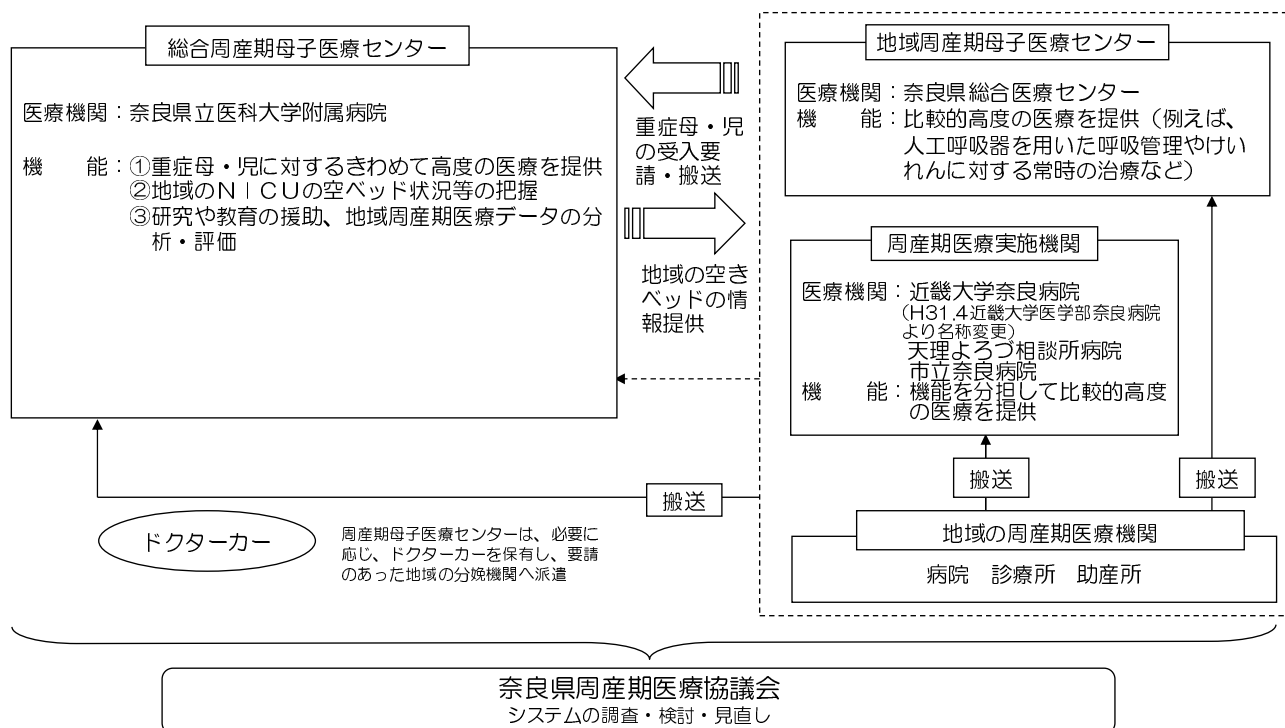 総合周産期母子医療センター
医療機関：奈良県立医科大学附属病院
機　　能：①重症母・児に対するきわめて高度の医療を提供
②地域のＮＩＣＵの空ベッド状況等の把握
③研究や教育の援助、地域周産期医療データの分
析・評価
重症母・児
の受入要
請・搬送
地域の空き
ベッドの情
報提供
地域周産期母子医療センター
医療機関：奈良県総合医療センター
機　　能：比較的高度の医療を提供（例えば、
人工呼吸器を用いた呼吸管理やけい
れんに対する常時の治療など）
周産期医療実施機関
医療機関：近畿大学奈良病院
（H31.4近畿大学医学部奈良病院
より名称変更）
天理よろづ相談所病院
市立奈良病院
機　　能：機能を分担して比較的高度
の医療を提供
搬送
搬送
搬送
地域の周産期医療機関
病院　診療所　助産所
ドクターカー
周産期母子医療センターは、必要に
応じ、ドクターカーを保有し、要請
のあった地域の分娩機関へ派遣
奈良県周産期医療協議会
システムの調査・検討・見直し